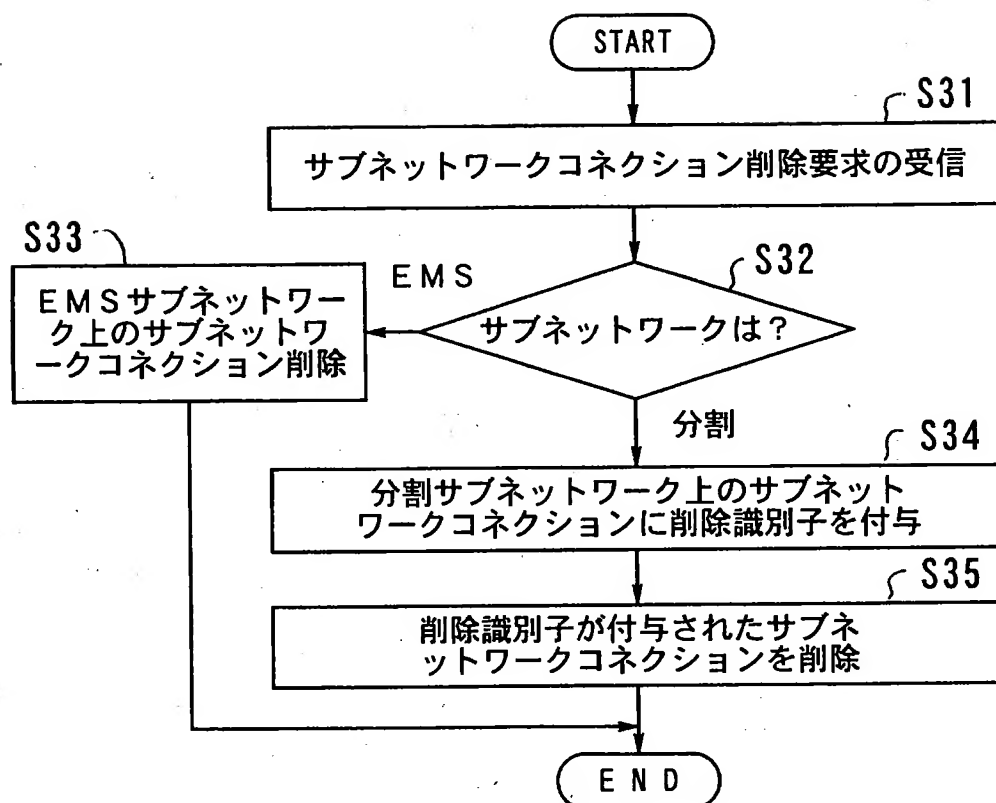 START
S31
サブネットワークコネクション削除要求の受信
S32
サブネットワークは？
EMS
S33
EMSサブネットワー
ク上のサブネットワ
ークコネクション削除
分割
S34
分割サブネットワーク上のサブネット
ワークコネクションに削除識別子を付与
S35
削除識別子が付与されたサブネ
ットワークコネクションを削除
END